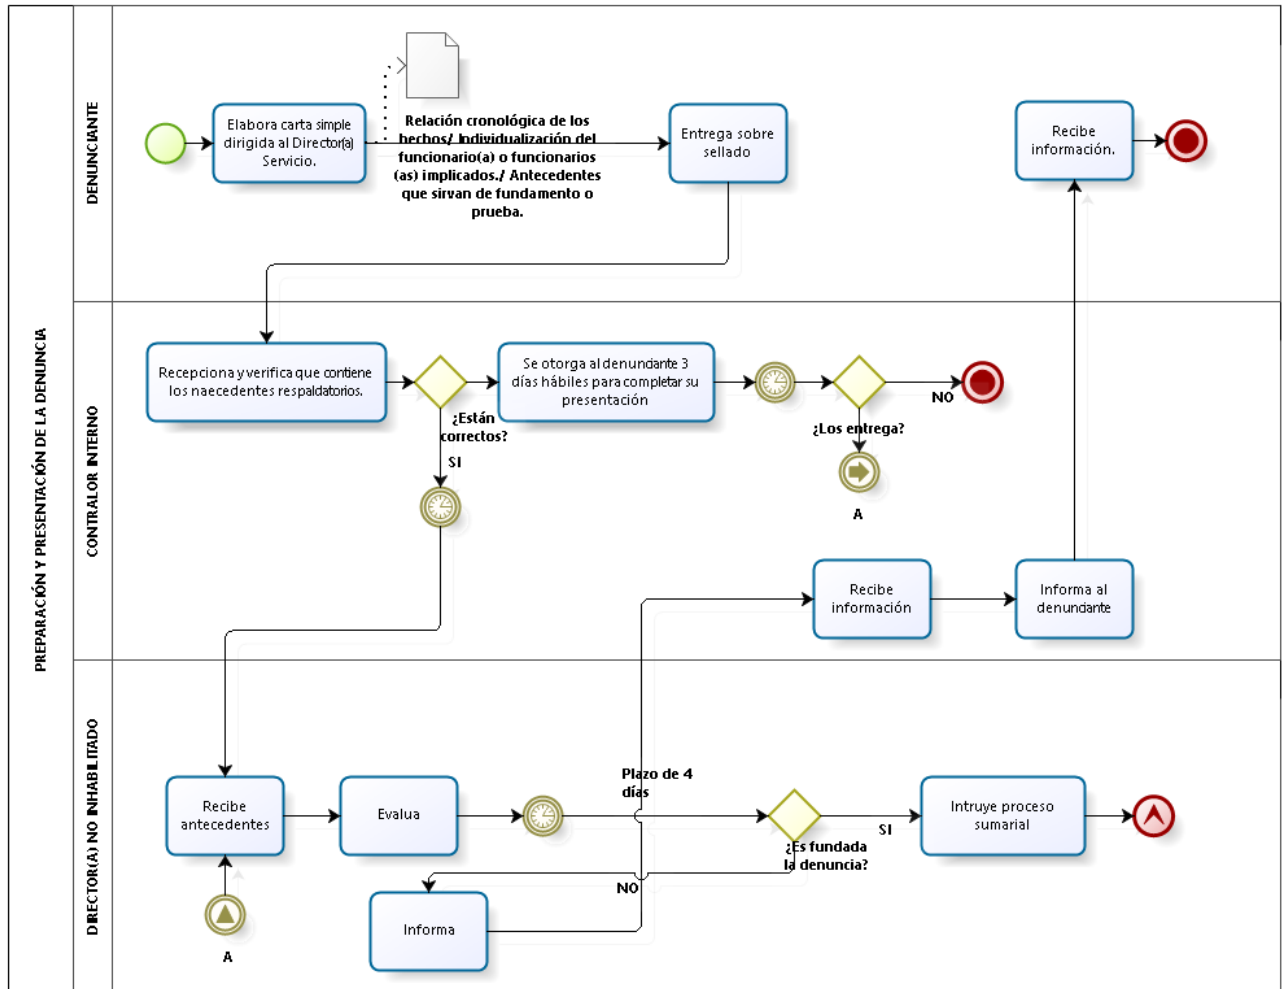 PREPARACIÓN Y PRESENTACIÓN DE LA DENUNCIA
DENUNCIANTE
Elabora carta simple
dirigida al Director(a)
Servicio.
Relación cronológica de los
hechos/ Individualización del
funcionario(a) o funcionarios
(as) implicados./ Antecedentes
que sirvan de fundamento o
prueba.
Entrega sobre
sellado
Recibe
información.
CONTRALOR INTERNO
Recepciona y verifica que contiene
los naecedentes respaldatorios.
¿Están
correctos?
SI
Se otorga al denunciante 3
días hábiles para completar su
presentación
¿Los entrega?
NO
A
Recibe
información
Informa al
denunciante
DIRECTOR(A) NO INHABILITADO
Recibe
antecedentes
A
Evalua
Plazo de 4
días
¿Es fundada
la denuncia?
SI
NO
Intruye proceso
sumarial
Informa